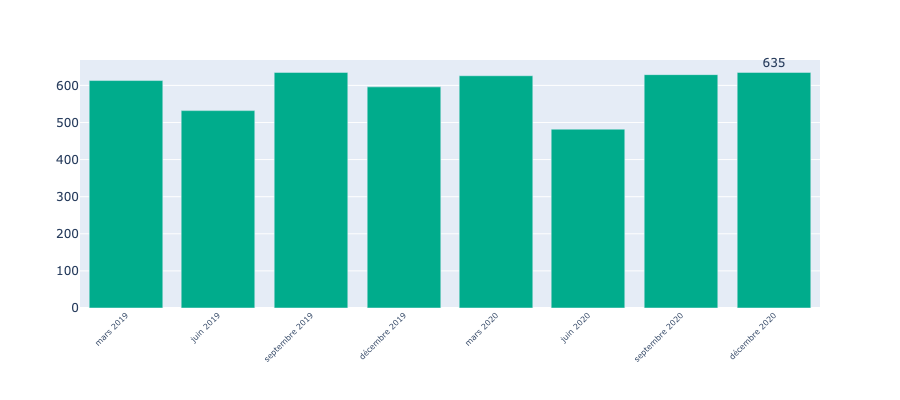 635
600
500
400
300
200
100
0
mars 2019
juin 2019
septembre 2019
décembre 2019
mars 2020
juin 2020
septembre 2020
décembre 2020